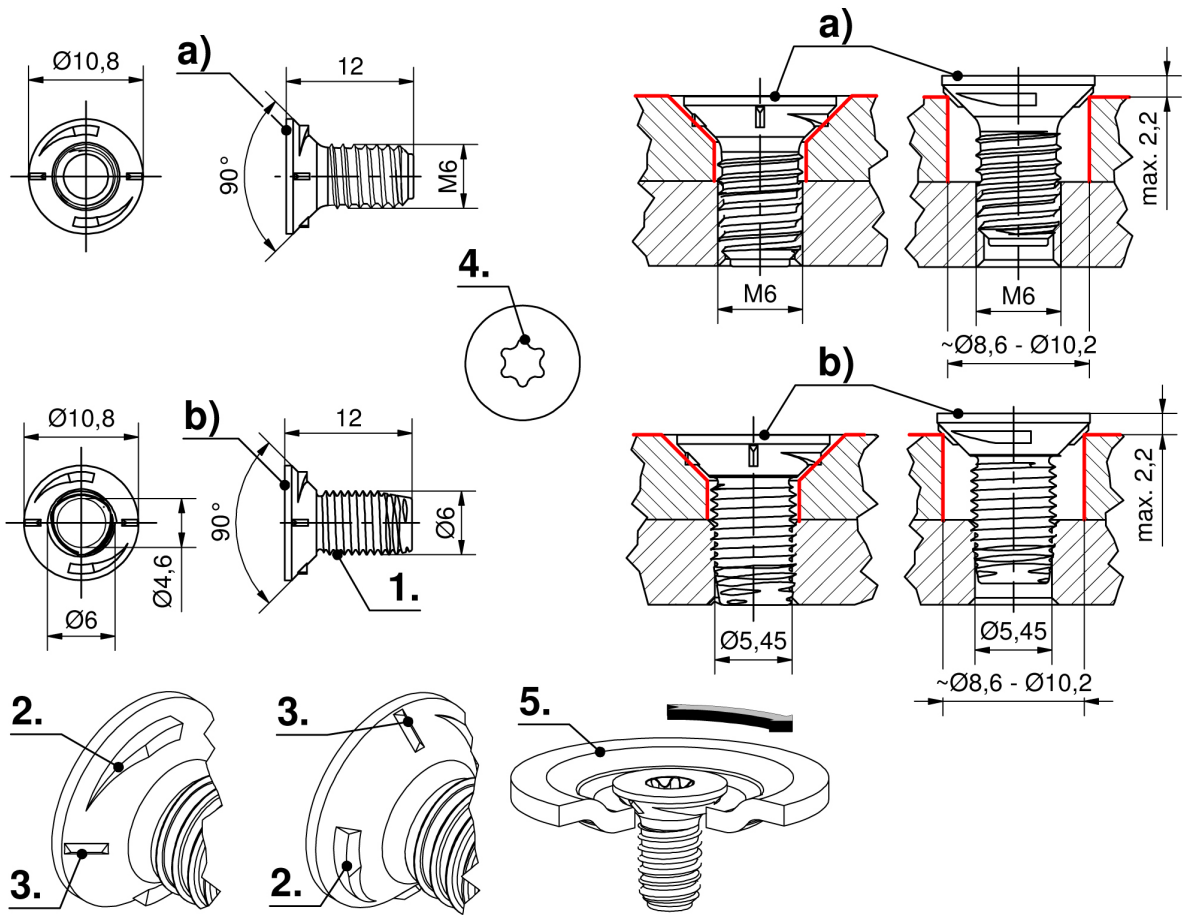 a)
Ø10,8
12
90°
M6
a)
M6
M6
max. 2,2
~Ø8,6 - Ø10,2
4.
b)
Ø10,8
12
90°
Ø6
Ø4,6
Ø6
1.
b)
Ø5,45
Ø5,45
max. 2,2
~Ø8,6 - Ø10,2
2.
3.
3.
2.
5.